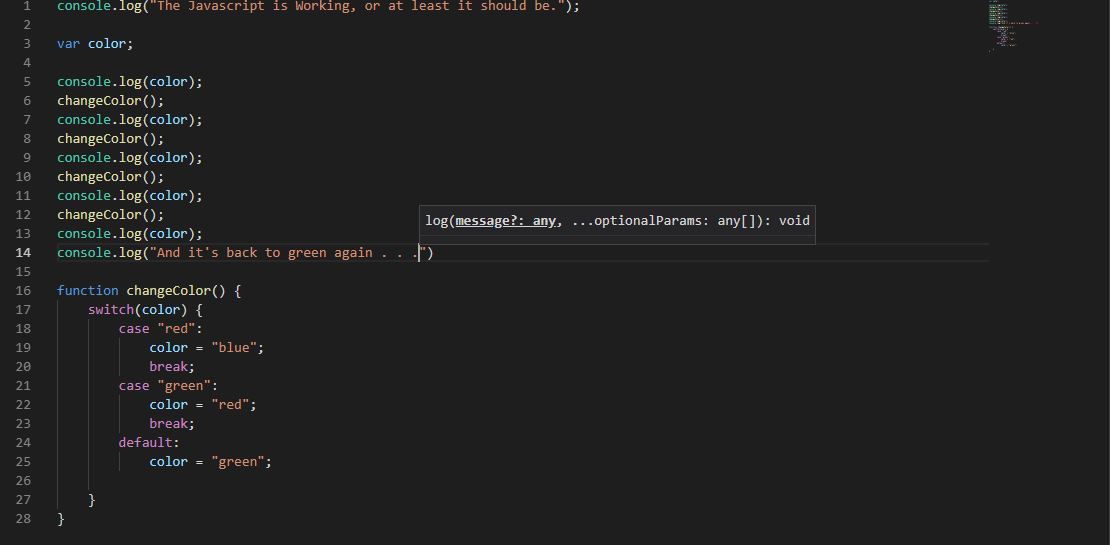 1 console.log("The Javascript is Working, or at least it should be.");
2
3 var color;
4
5 console.log(color);
6 changeColor();
7 console.log(color);
8 changeColor();
9 console.log(color);
10 changeColor();
11 console.log(color);
12 changeColor();
log(message?: any, ...optionalParams: any[]): void
13 console.log(color);
14 console.log("And it's back to green again . . .")
15
16 function changeColor() {
17 switch(color) {
18 case "red":
19 color = "blue";
20 break;
21 case "green":
22 color = "red";
23 break;
24 default:
25 color = "green";
26
27 }
28 }